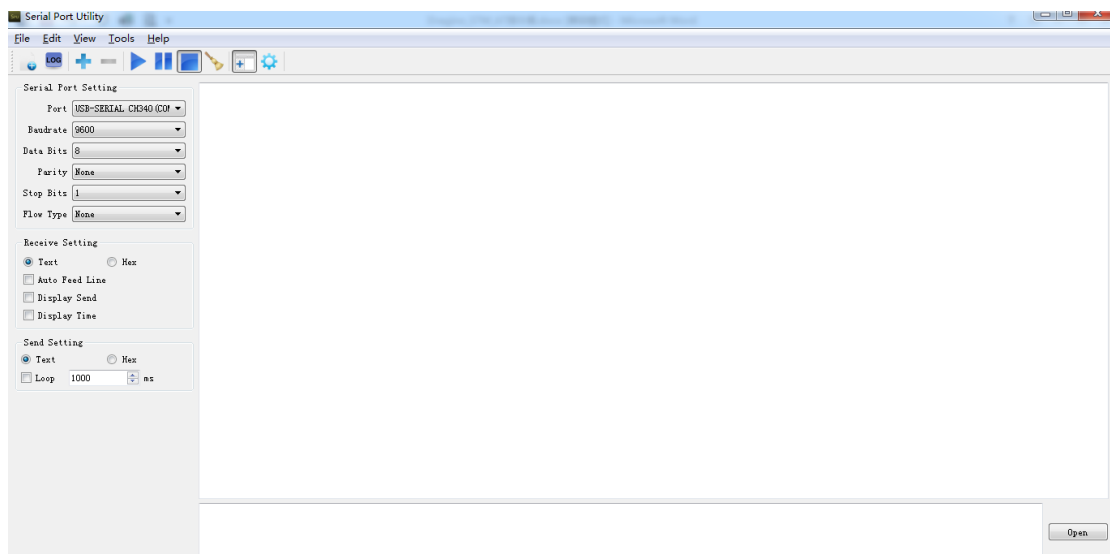 Serial Port Utility
File Edit View Tools Help
LOG
Serial Port Setting
Port USB-SERIAL CH340 (COM
Baudrate 9600
Data Bits 8
Parity None
Stop Bits 1
Flow Type None
Receive Setting
Text Hex
Auto Feed Line
Display Send
Display Time
Send Setting
Text Hex
Loop 1000 ms
Open